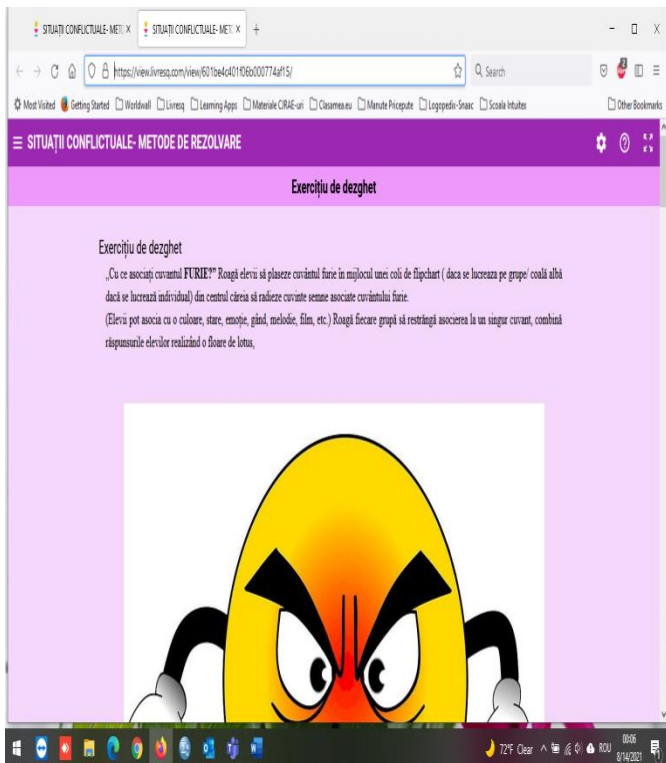 SITUAȚII CONFLICTUALE- MET
SITUAȚII CONFLICTUALE- MET
https://view.livresq.com/view/601be4c401f06b000774af15/
Search
Most Visited Getting Started Worldwall Livresq Learning Apps Materiale CIRAE-uri Clasamea.eu Manute Pricepute Logopedix-Snaac Scoala Intuitex Other Bookmarks
SITUAȚII CONFLICTUALE- METODE DE REZOLVARE
Exercițiu de dezghet
Exercițiu de dezghet
„Cu ce asociați cuvantul FURIE?” Roagă elevii să plaseze cuvântul furie în mijlocul unei coli de flipchart ( daca se lucreaza pe grupe/ coală albă
dacă se lucrează individual) din centrul căreia să radieze cuvinte semne asociate cuvântului furie.
(Elevii pot asocia cu o culoare, stare, emoție, gând, melodie, film, etc.) Roagă fiecare grupă să restrângă asocierea la un singur cuvant, combină
răspunsurile elevilor realizând o floare de lotus,
72°F Clear ROU
00:06
8/14/2021